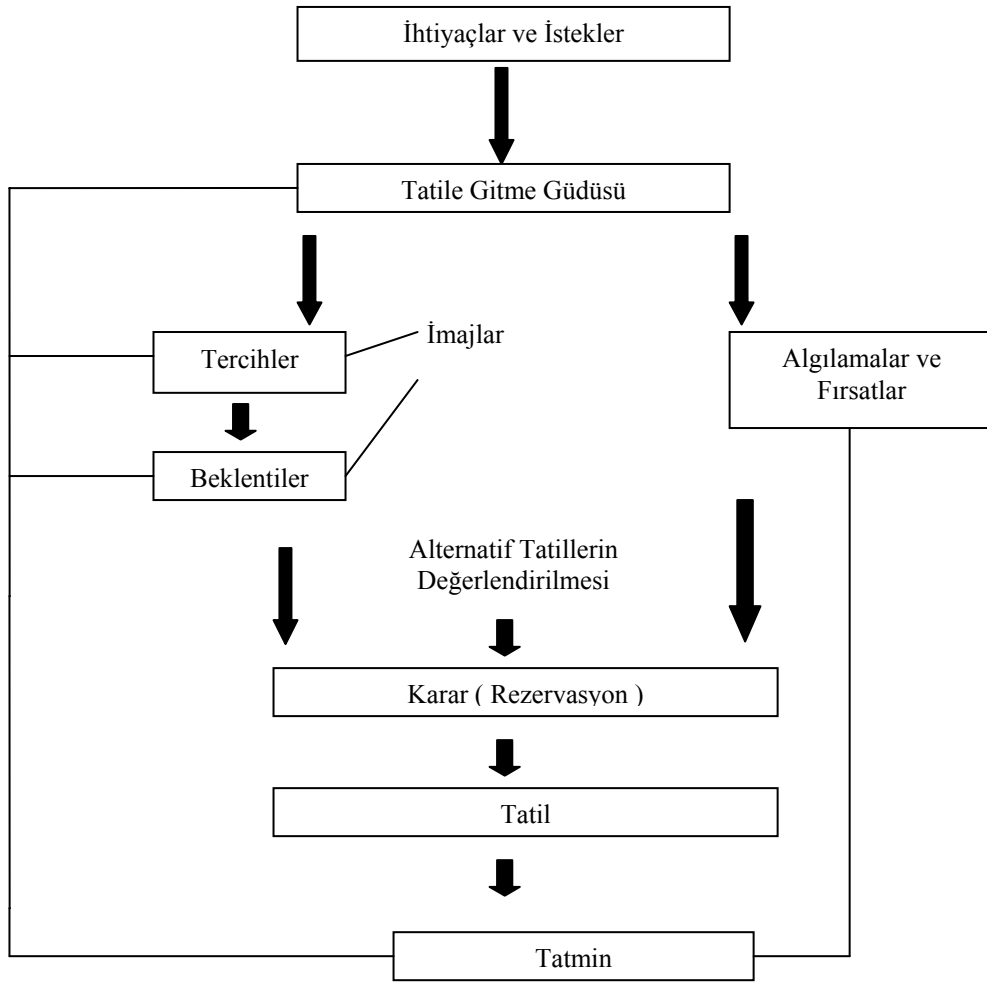 İhtiyaçlar ve İstekler
Tatile Gitme Güdüsü
İmajlar
Tercihler
Algılamalar ve
Fırsatlar
Beklentiler
Alternatif Tatillerin
Değerlendirilmesi
Karar ( Rezervasyon )
Tatil
Tatmin